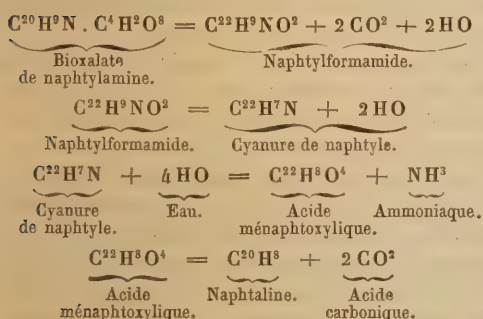 C²⁰H⁹N . C⁴H²O⁸ = C²²H⁹NO² + 2 CO² + 2 HO
Bioxalate Naphtylformamide.
de naphtylamine.
C²²H⁹NO² = C²²H⁷N + 2 HO
Naphtylformamide. Cyanure de naphtyle.
C²²H⁷N + 4 HO = C²²H⁸O⁴ + NH³
Cyanure Eau. Acide Ammoniaque.
de naphtyle. ménaphtoxylique.
C²²H⁸O⁴ = C²⁰H⁸ + 2 CO²
Acide Naphtaline. Acide
ménaphtoxylique. carbonique.